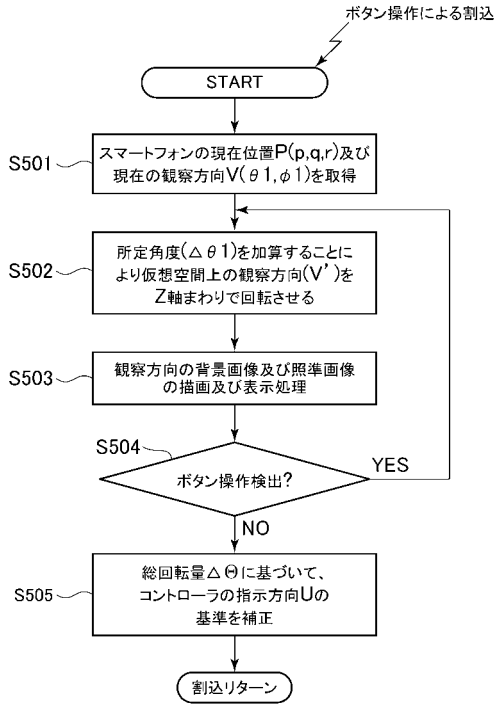 ボタン操作による割込
START
S501
スマートフォンの現在位置P(p,q,r)及び
現在の観察方向V(θ1,φ1)を取得
S502
所定角度(△θ1)を加算することに
より仮想空間上の観察方向(V')を
Z軸まわりで回転させる
S503
観察方向の背景画像及び照準画像
の描画及び表示処理
S504
ボタン操作検出?
YES
NO
S505
総回転量△Θに基づいて、
コントローラの指示方向Uの
基準を補正
割込リターン